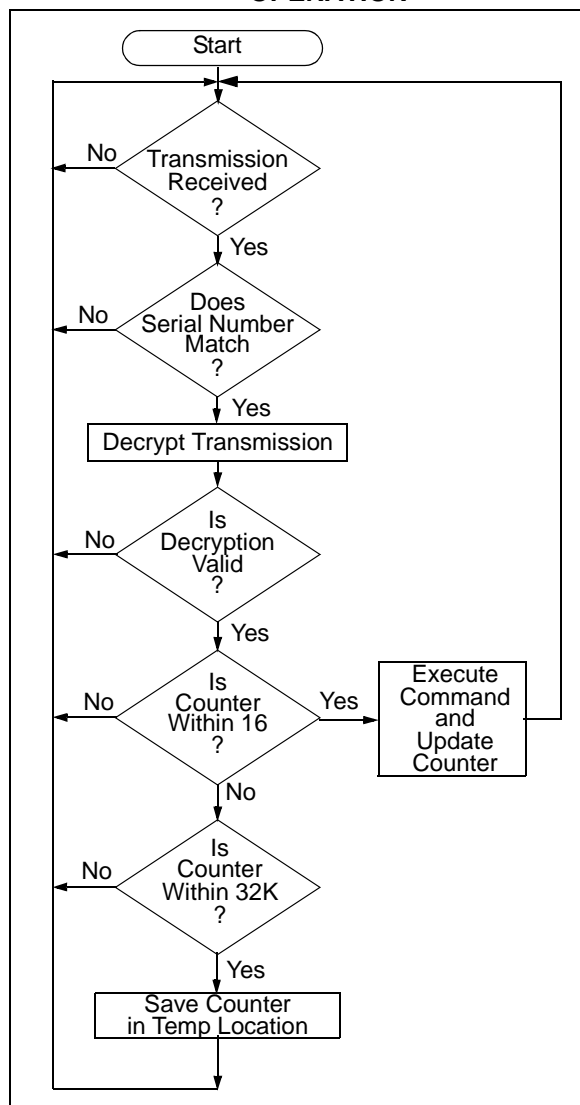 OPERATION
Start
No
Transmission
Received
?
Yes
No
Does
Serial Number
Match
?
Yes
Decrypt Transmission
No
Is
Decryption
Valid
?
Yes
No
Is
Counter
Within 16
?
Yes
Execute
Command
and
Update
Counter
No
No
Is
Counter
Within 32K
?
Yes
Save Counter
in Temp Location